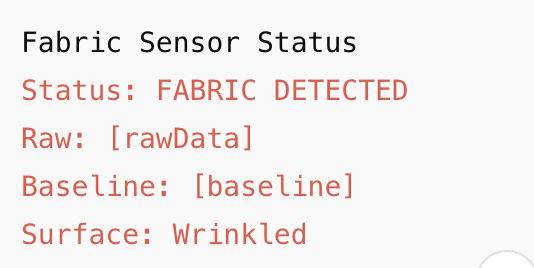 Fabric Sensor Status
Status: FABRIC DETECTED
Raw: [rawData]
Baseline: [baseline]
Surface: Wrinkled